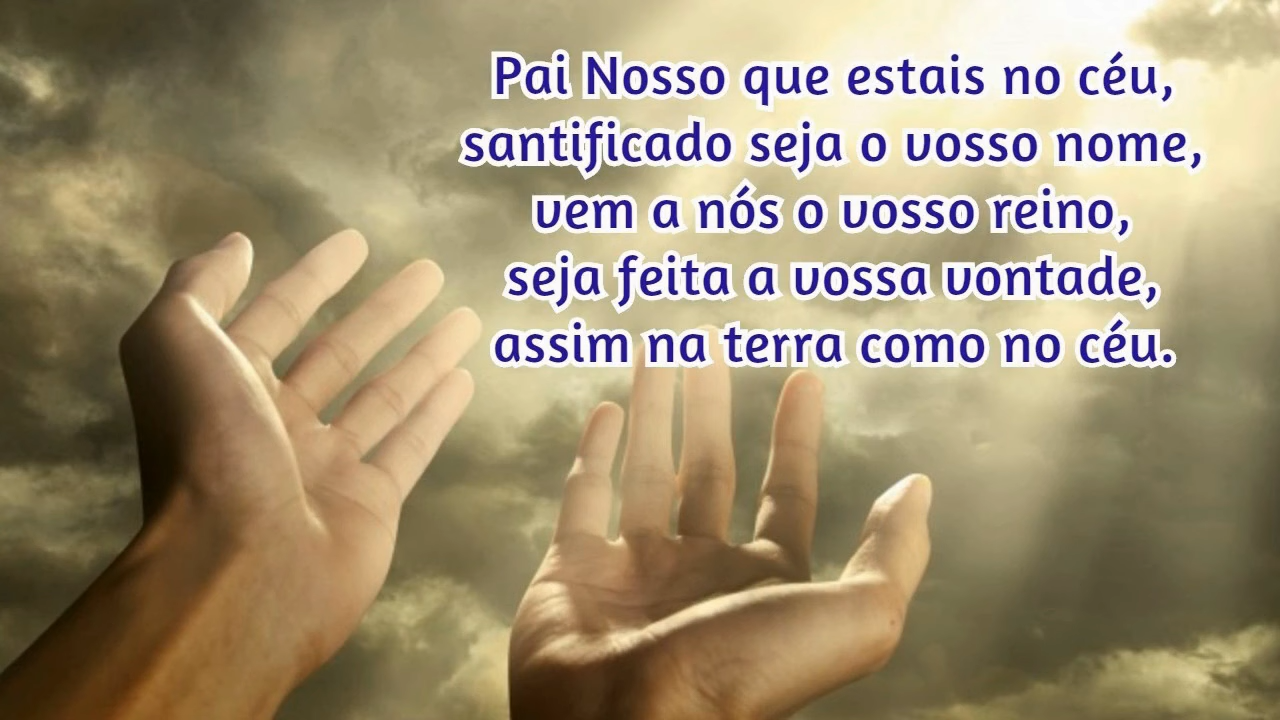 Pai Nosso que estais no céu,
santificado seja o vosso nome,
vem a nós o vosso reino,
seja feita a vossa vontade,
assim na terra como no céu.